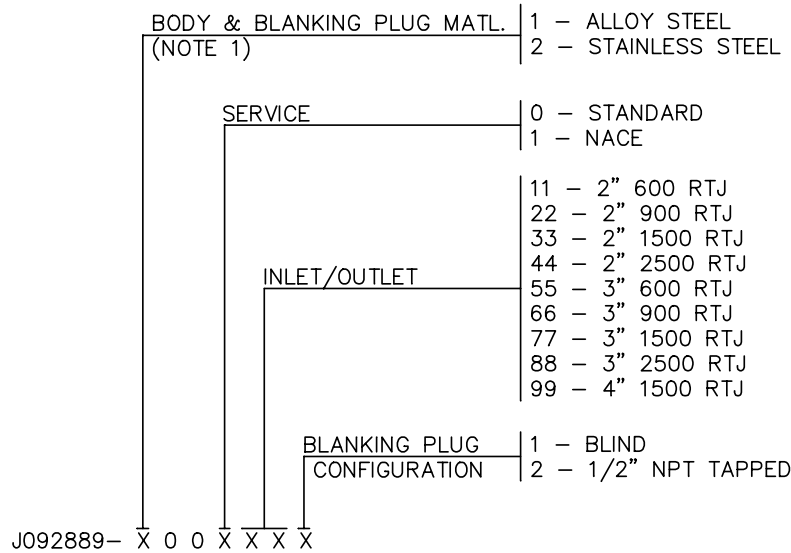 BODY & BLANKING PLUG MATL.
(NOTE 1)
1 – ALLOY STEEL
2 – STAINLESS STEEL
SERVICE
0 – STANDARD
1 – NACE
INLET/OUTLET
11 – 2” 600 RTJ
22 – 2” 900 RTJ
33 – 2” 1500 RTJ
44 – 2” 2500 RTJ
55 – 3” 600 RTJ
66 – 3” 900 RTJ
77 – 3” 1500 RTJ
88 – 3” 2500 RTJ
99 – 4” 1500 RTJ
BLANKING PLUG
CONFIGURATION
1 – BLIND
2 – 1/2” NPT TAPPED
J092889– X 0 0 X X X X